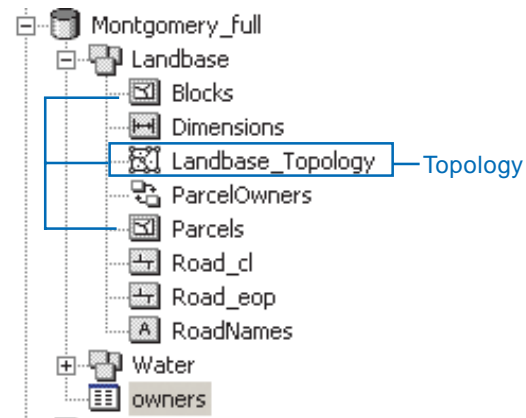 Montgomery_full
Landbase
Blocks
Dimensions
Landbase_Topology
Topology
ParcelOwners
Parcels
Road_cl
Road_eop
A RoadNames
Water
owners